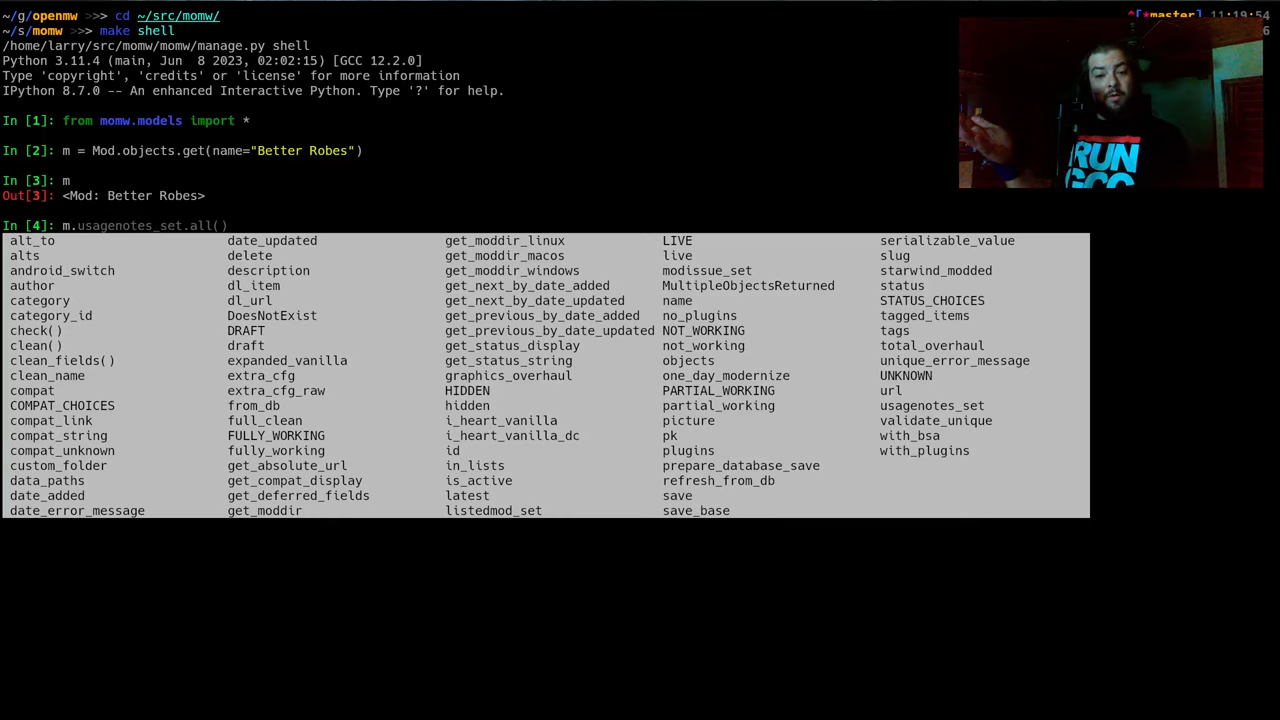 ~/g/openmw >>> cd ~/src/momw/ ^[*master] 11:19:54
~/s/momw >>> make shell 6
/home/larry/src/momw/momw/manage.py shell
Python 3.11.4 (main, Jun  8 2023, 02:02:15) [GCC 12.2.0]
Type 'copyright', 'credits' or 'license' for more information
IPython 8.7.0 -- An enhanced Interactive Python. Type '?' for help.
In [1]: from momw.models import *
In [2]: m = Mod.objects.get(name="Better Robes")
In [3]: m
Out[3]: <Mod: Better Robes>
In [4]: m.usagenotes_set.all()
alt_to date_updated get_moddir_linux LIVE serializable_value
alts delete get_moddir_macos live slug
android_switch description get_moddir_windows modissue_set starwind_modded
author dl_item get_next_by_date_added MultipleObjectsReturned status
category dl_url get_next_by_date_updated name STATUS_CHOICES
category_id DoesNotExist get_previous_by_date_added no_plugins tagged_items
check() DRAFT get_previous_by_date_updated NOT_WORKING tags
clean() draft get_status_display not_working total_overhaul
clean_fields() expanded_vanilla get_status_string objects unique_error_message
clean_name extra_cfg graphics_overhaul one_day_modernize UNKNOWN
compat extra_cfg_raw HIDDEN PARTIAL_WORKING url
COMPAT_CHOICES from_db hidden partial_working usagenotes_set
compat_link full_clean i_heart_vanilla picture validate_unique
compat_string FULLY_WORKING i_heart_vanilla_dc pk with_bsa
compat_unknown fully_working id plugins with_plugins
custom_folder get_absolute_url in_lists prepare_database_save
data_paths get_compat_display is_active refresh_from_db
date_added get_deferred_fields latest save
date_error_message get_moddir listedmod_set save_base
RUN
GCC